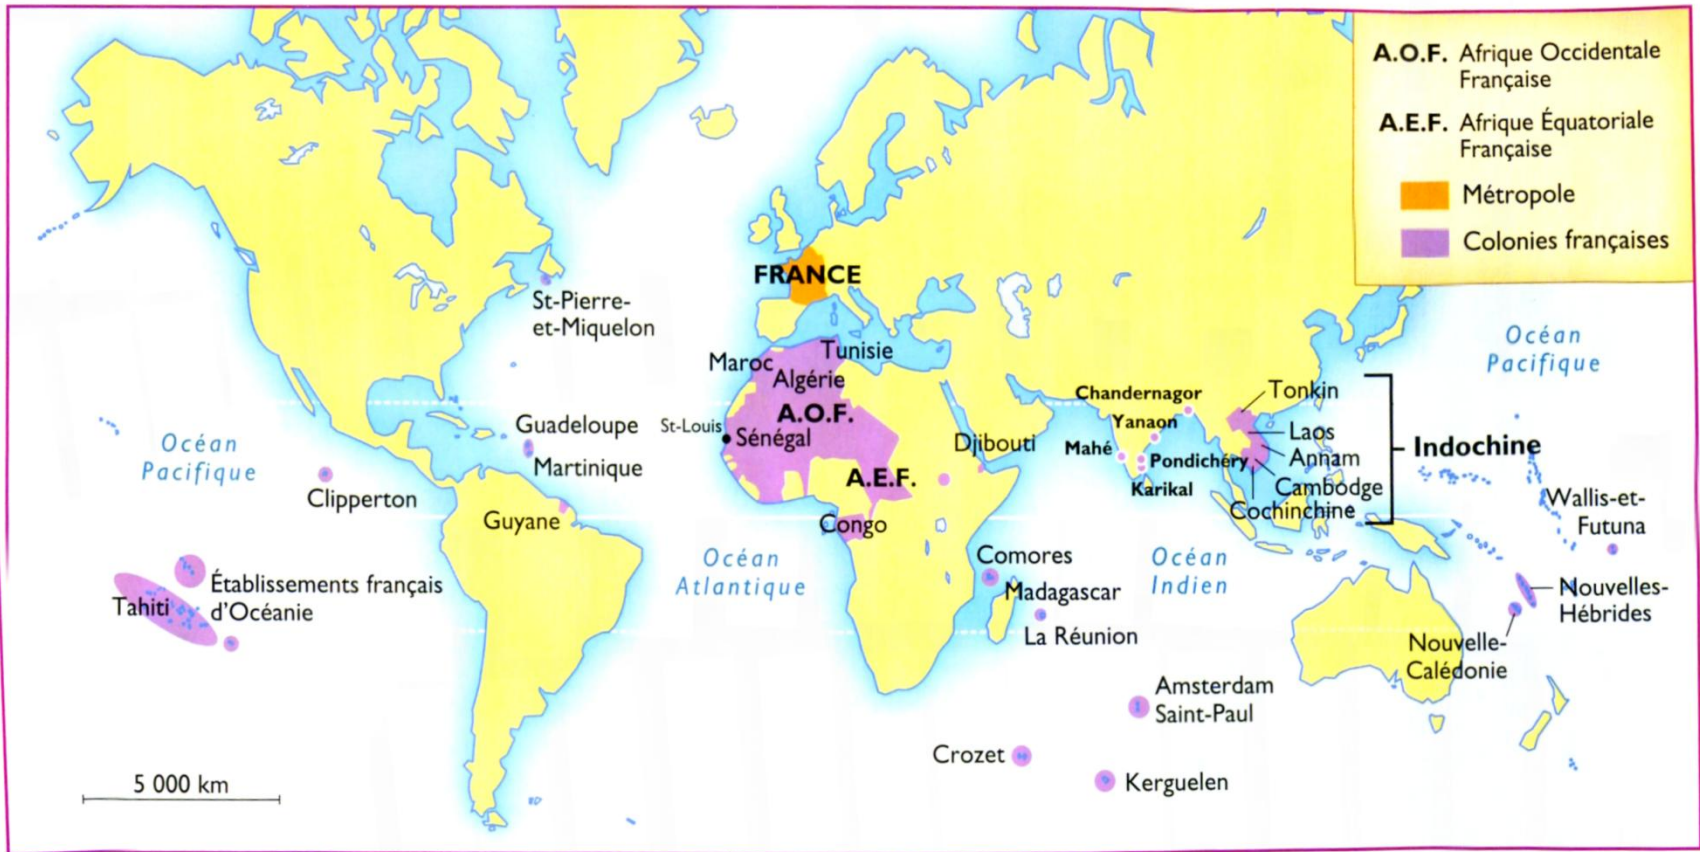 A.O.F. Afrique Occidentale
Française
A.E.F. Afrique Équatoriale
Française
Métropole
Colonies françaises
FRANCE
St-Pierre-
et-Miquelon
Océan
Pacifique
Maroc
Tunisie
Algérie
A.O.F.
St-Louis
Sénégal
A.E.F.
Congo
Djibouti
Guadeloupe
Martinique
Océan
Pacifique
Clipperton
Guyane
Chandernagor
Yanaon
Mahé
Pondichéry
Karikal
Tonkin
Laos
Annam
Cambodge
Cochinchine
Indochine
Wallis-et-
Futuna
Océan
Atlantique
Comores
Madagascar
La Réunion
Océan
Indien
Établissements français
d'Océanie
Tahiti
Nouvelles-
Hébrides
Nouvelle-
Calédonie
Amsterdam
Saint-Paul
Crozet
Kerguelen
5 000 km